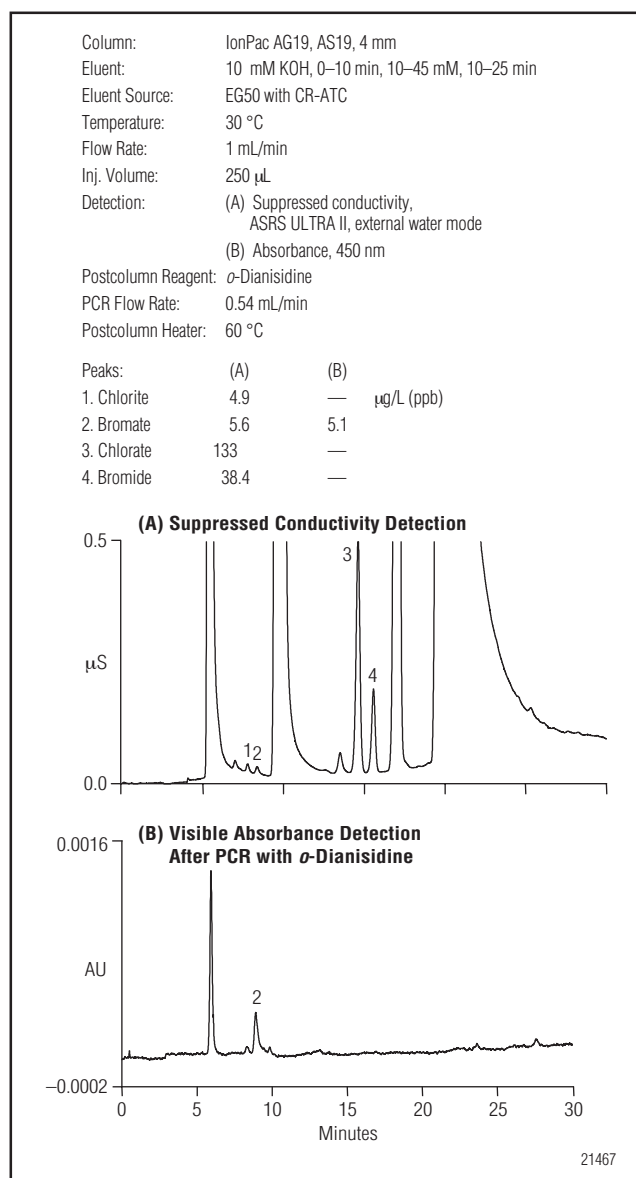 Column: IonPac AG19, AS19, 4 mm
Eluent: 10 mM KOH, 0–10 min, 10–45 mM, 10–25 min
Eluent Source: EG50 with CR-ATC
Temperature: 30 °C
Flow Rate: 1 mL/min
Inj. Volume: 250 µL
Detection: (A) Suppressed conductivity,
ASRS ULTRA II, external water mode
(B) Absorbance, 450 nm
Postcolumn Reagent: o-Dianisidine
PCR Flow Rate: 0.54 mL/min
Postcolumn Heater: 60 °C
Peaks: (A) (B)
1. Chlorite 4.9 — µg/L (ppb)
2. Bromate 5.6 5.1
3. Chlorate 133 —
4. Bromide 38.4 —
(A) Suppressed Conductivity Detection
0.5
3
µS
4
1 2
0.0
(B) Visible Absorbance Detection
After PCR with o-Dianisidine
0.0016
AU
2
–0.0002
0 5 10 15 20 25 30
Minutes
21467